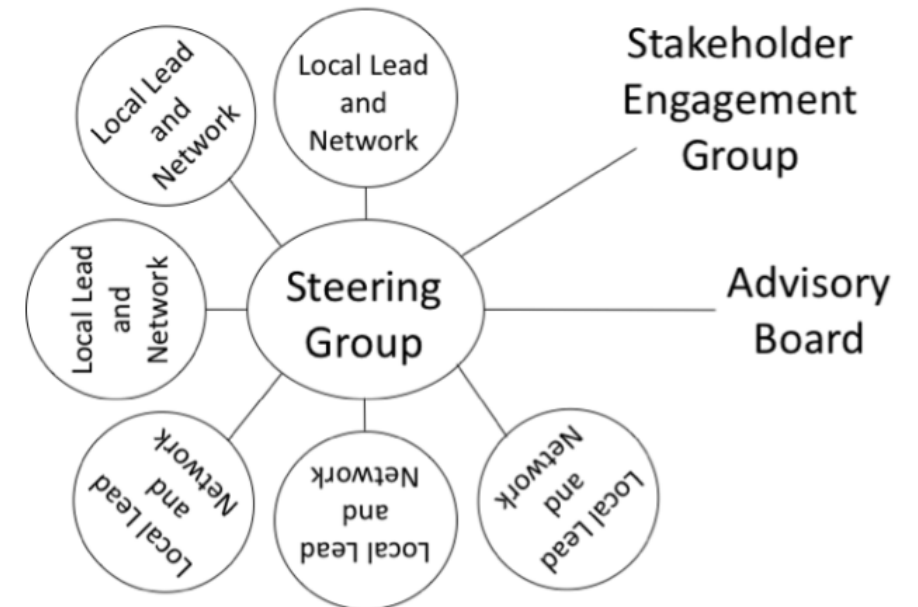 Local Lead
and
Network
Local Lead
and
Network
Stakeholder
Engagement
Group
Local Lead
and
Network
Steering
Group
Advisory
Board
Local Lead
and
Network
Local Lead
and
Network
Local Lead
and
Network